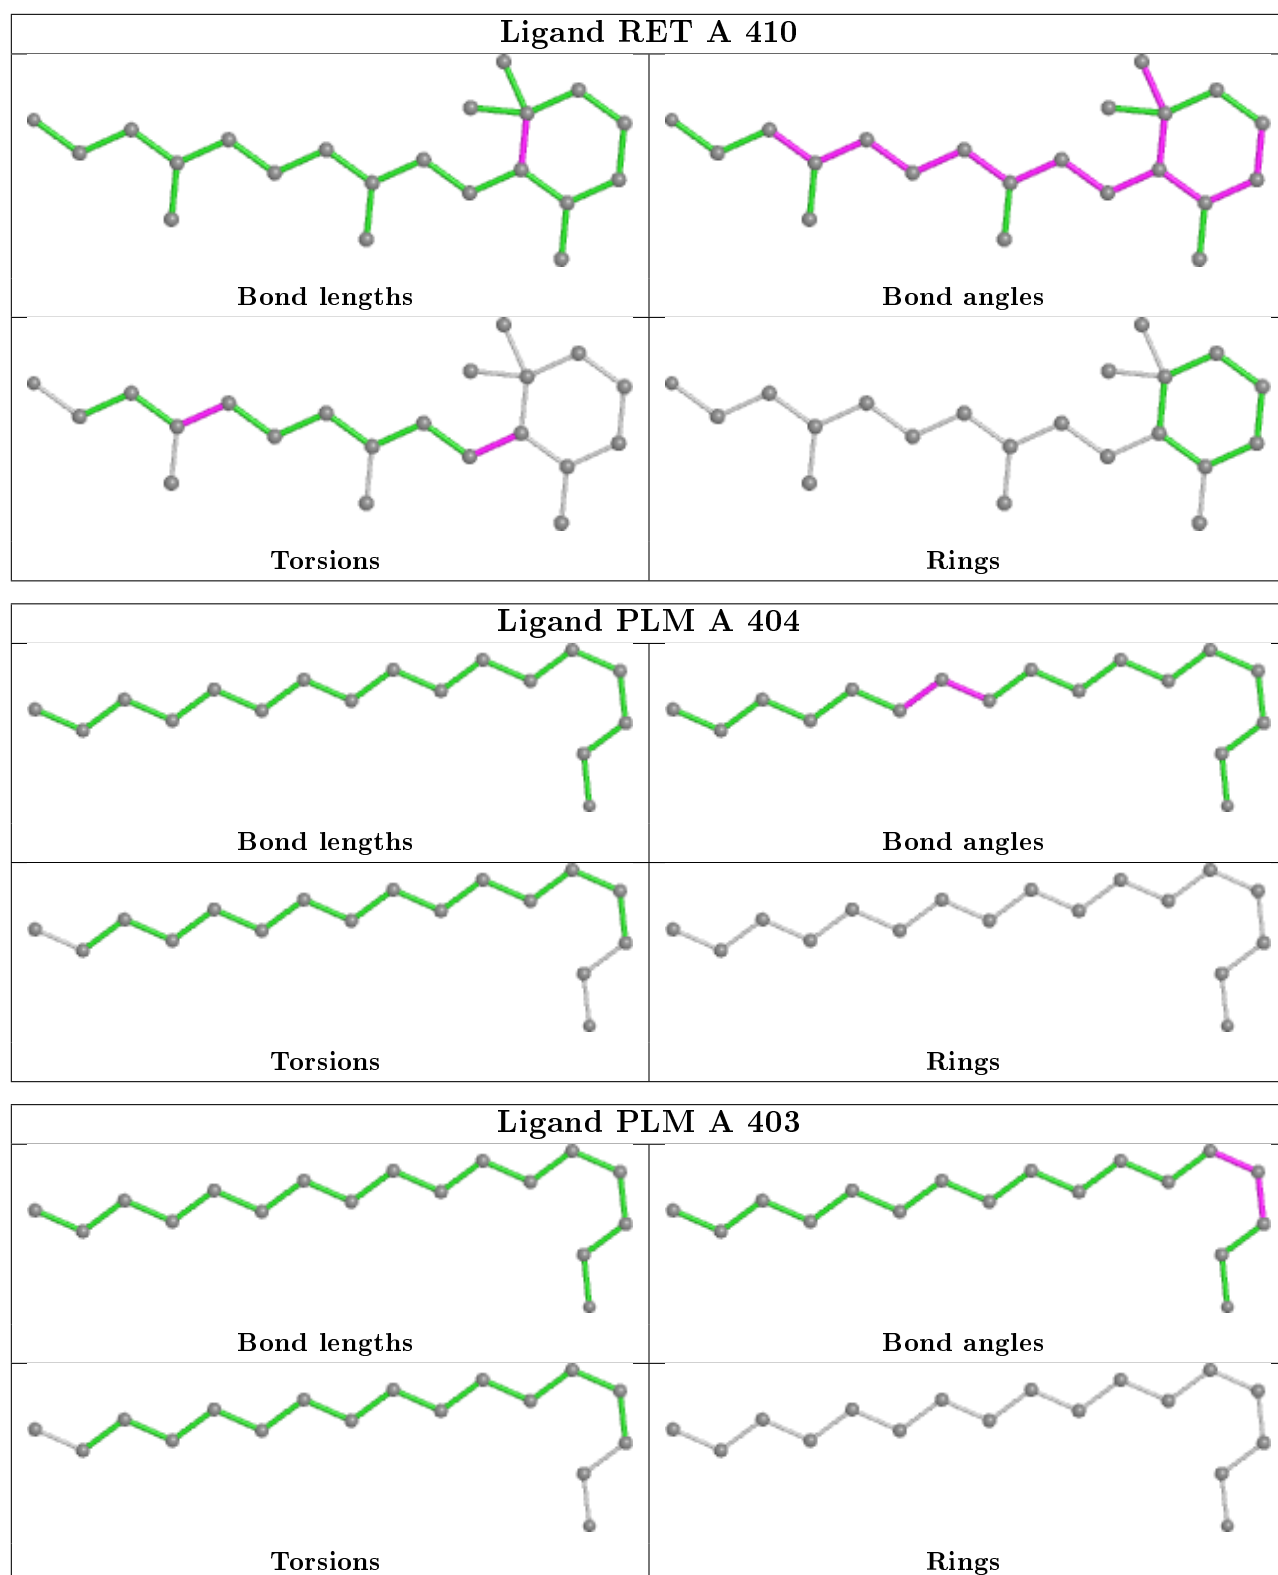 Ligand RET A 410
Bond lengths
Bond angles
Torsions
Rings
Ligand PLM A 404
Bond lengths
Bond angles
Torsions
Rings
Ligand PLM A 403
Bond lengths
Bond angles
Torsions
Rings